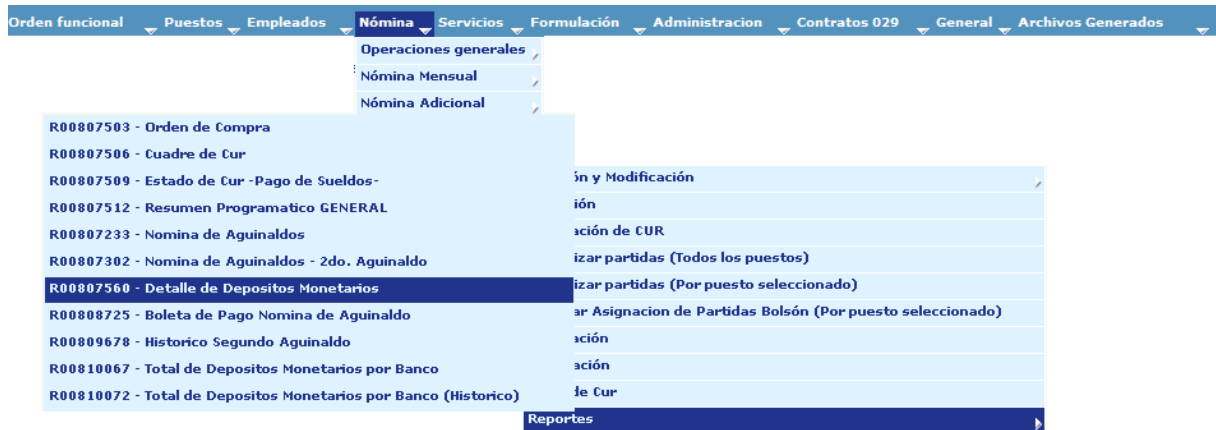 Orden funcional Puestos Empleados Nómina Servicios Formulación Administracion Contratos 029 General Archivos Generados
Operaciones generales
Nómina Mensual
Nómina Adicional
R00807503 - Orden de Compra
R00807506 - Cuadre de Cur
R00807509 - Estado de Cur -Pago de Sueldos-
R00807512 - Resumen Programatico GENERAL
R00807233 - Nomina de Aguinaldos
R00807302 - Nomina de Aguinaldos - 2do. Aguinaldo
R00807560 - Detalle de Depositos Monetarios
R00808725 - Boleta de Pago Nomina de Aguinaldo
R00809678 - Historico Segundo Aguinaldo
R00810067 - Total de Depositos Monetarios por Banco
R00810072 - Total de Depositos Monetarios por Banco (Historico)
ón y Modificación
ión
ación de CUR
izar partidas (Todos los puestos)
izar partidas (Por puesto seleccionado)
ar Asignacion de Partidas Bolsón (Por puesto seleccionado)
ación
ación
de Cur
Reportes